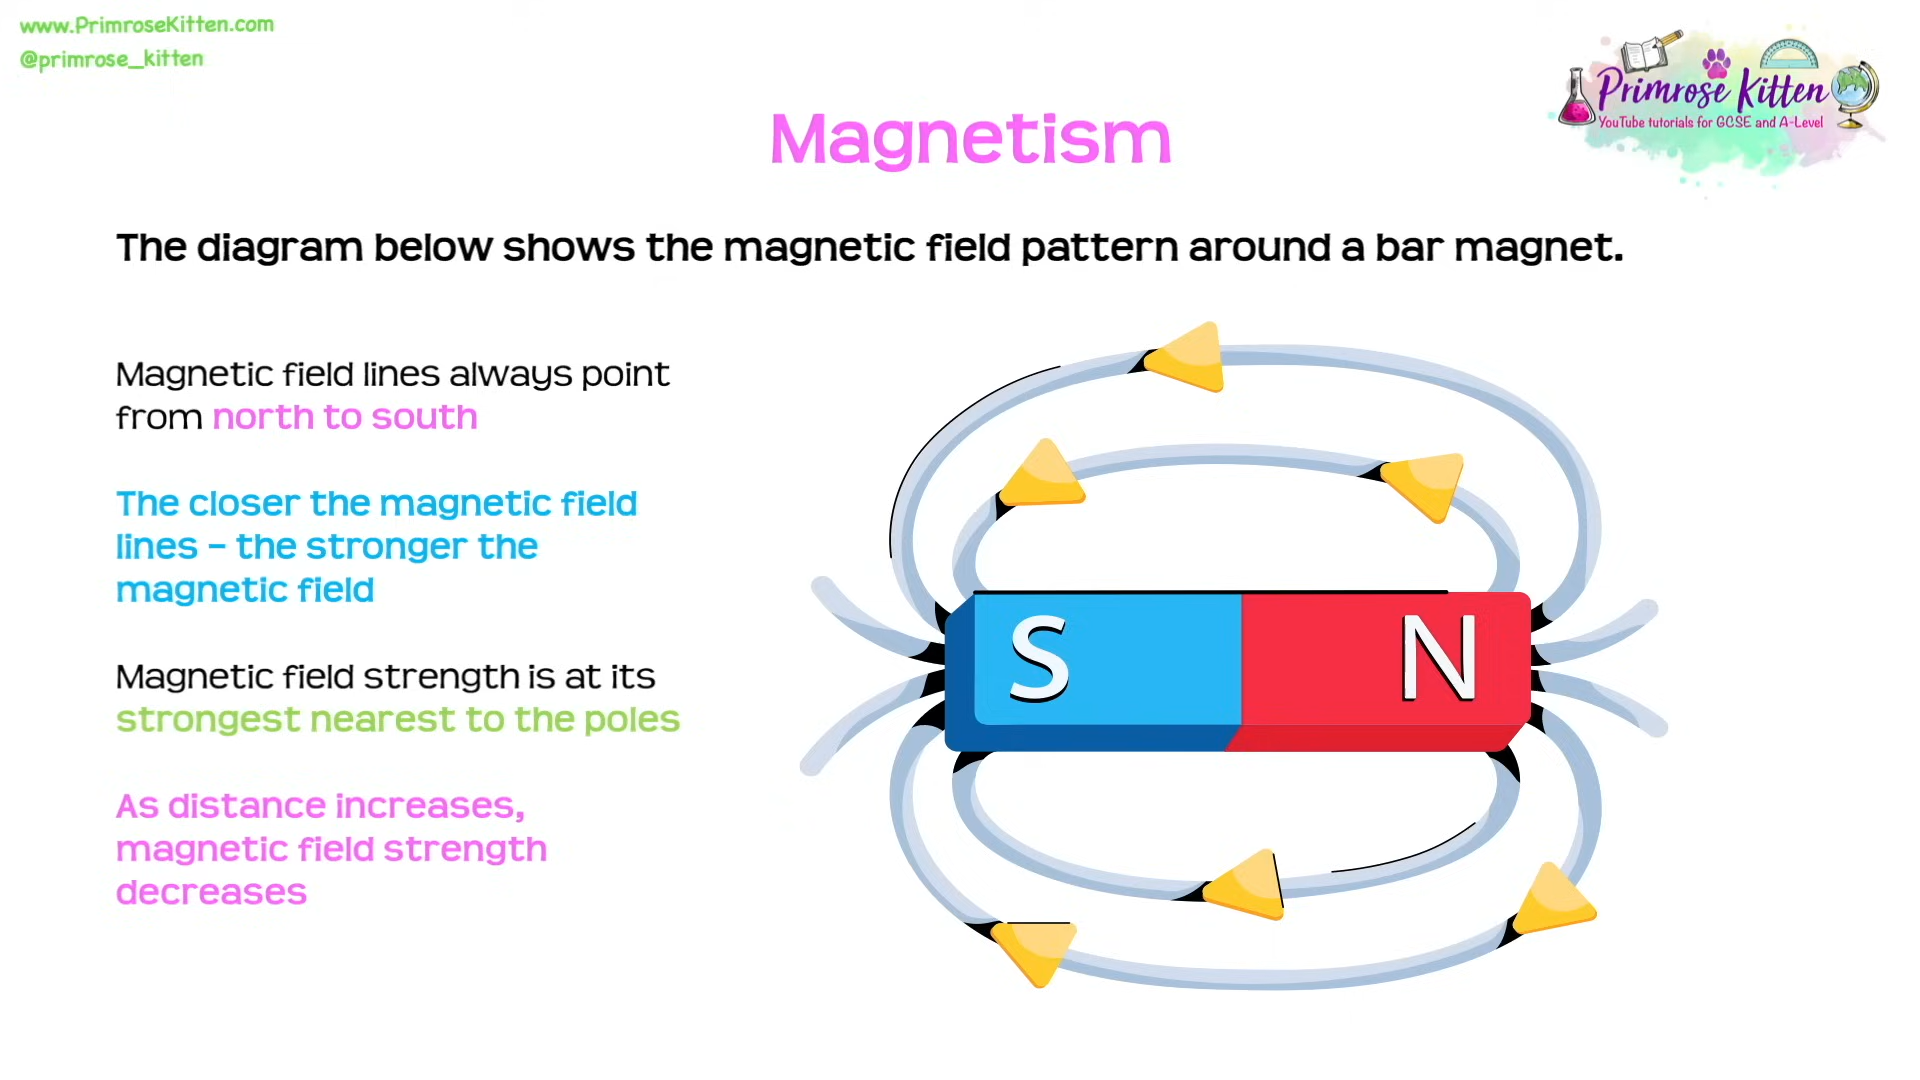 www.PrimroseKitten.com
@primrose_kitten
Primrose Kitten
YouTube tutorials for GCSE and A-Level
Magnetism
The diagram below shows the magnetic field pattern around a bar magnet.
Magnetic field lines always point
from north to south
The closer the magnetic field
lines – the stronger the
magnetic field
Magnetic field strength is at its
strongest nearest to the poles
As distance increases,
magnetic field strength
decreases
S N